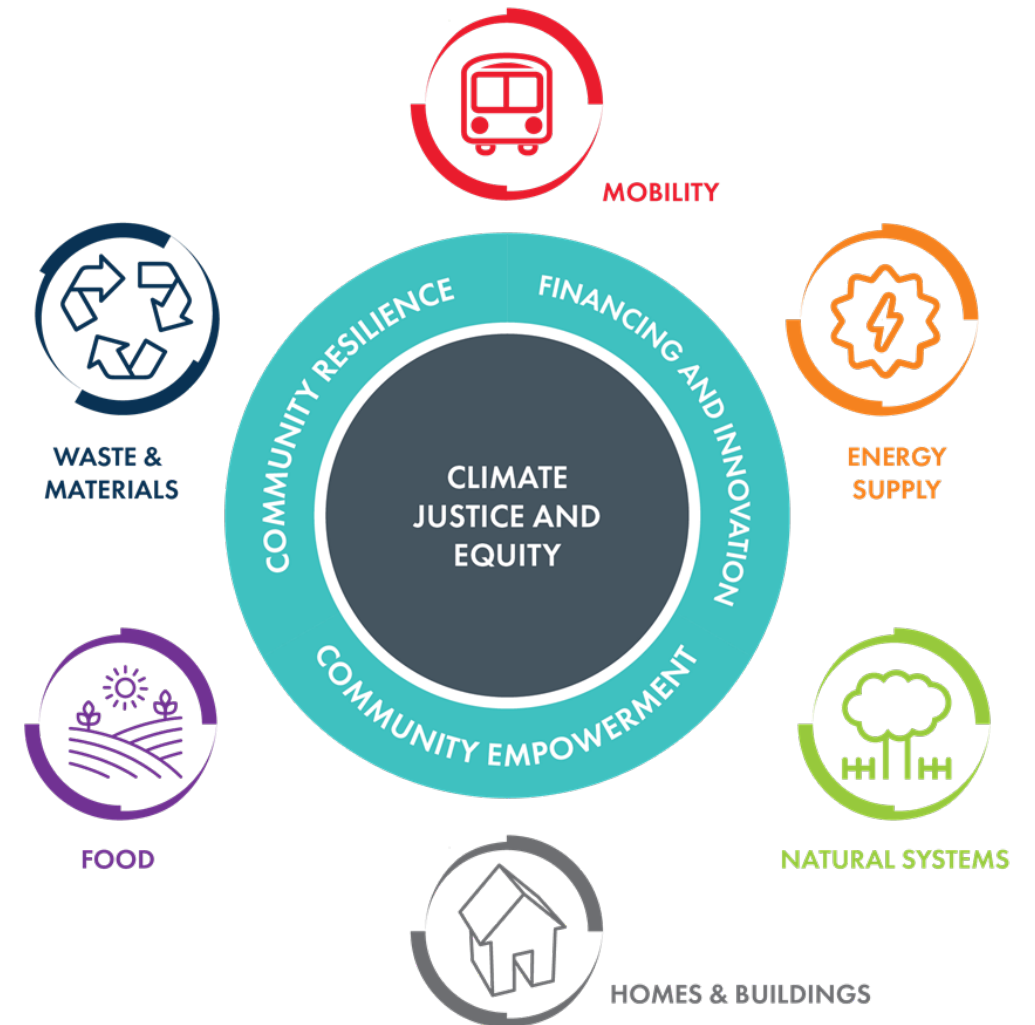 MOBILITY
COMMUNITY RESILIENCE
FINANCING AND INNOVATION
WASTE &
MATERIALS
ENERGY
SUPPLY
CLIMATE
JUSTICE AND
EQUITY
COMMUNITY EMPOWERMENT
FOOD
NATURAL SYSTEMS
HOMES & BUILDINGS